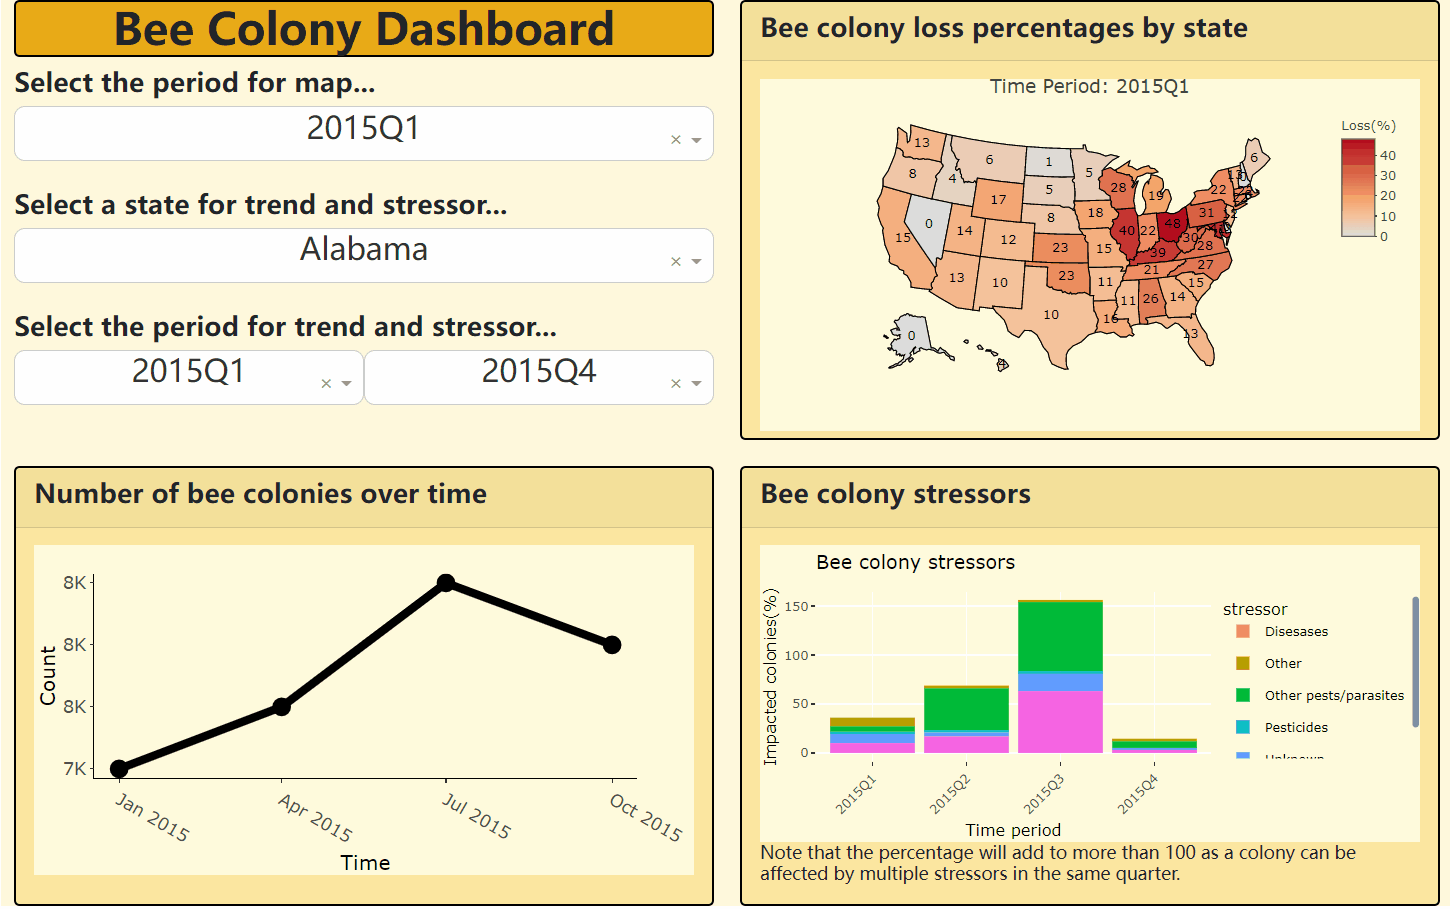 Bee Colony Dashboard
Select the period for map...
2015Q1
× 
Select a state for trend and stressor...
Alabama
×
Select the period for trend and stressor...
2015Q1
×
2015Q4
×
Bee colony loss percentages by state
Time Period: 2015Q1
Loss(%)
40
30
20
10
0
13
6
1
5
6
8
4
5
28
19
22
17
18
31
12
0
8
48
15
14
12
23
15
40
22
30
28
39
13
10
23
11
21
27
15
10
11
26
14
16
13
0
4
Number of bee colonies over time
8K
8K
8K
7K
Count
Jan 2015
Apr 2015
Jul 2015
Oct 2015
Time
Bee colony stressors
Bee colony stressors
Impacted colonies(%)
150
100
50
0
2015Q1
2015Q2
2015Q3
2015Q4
Time period
stressor
Disesases
Other
Other pests/parasites
Pesticides
Unknown
Note that the percentage will add to more than 100 as a colony can be
affected by multiple stressors in the same quarter.